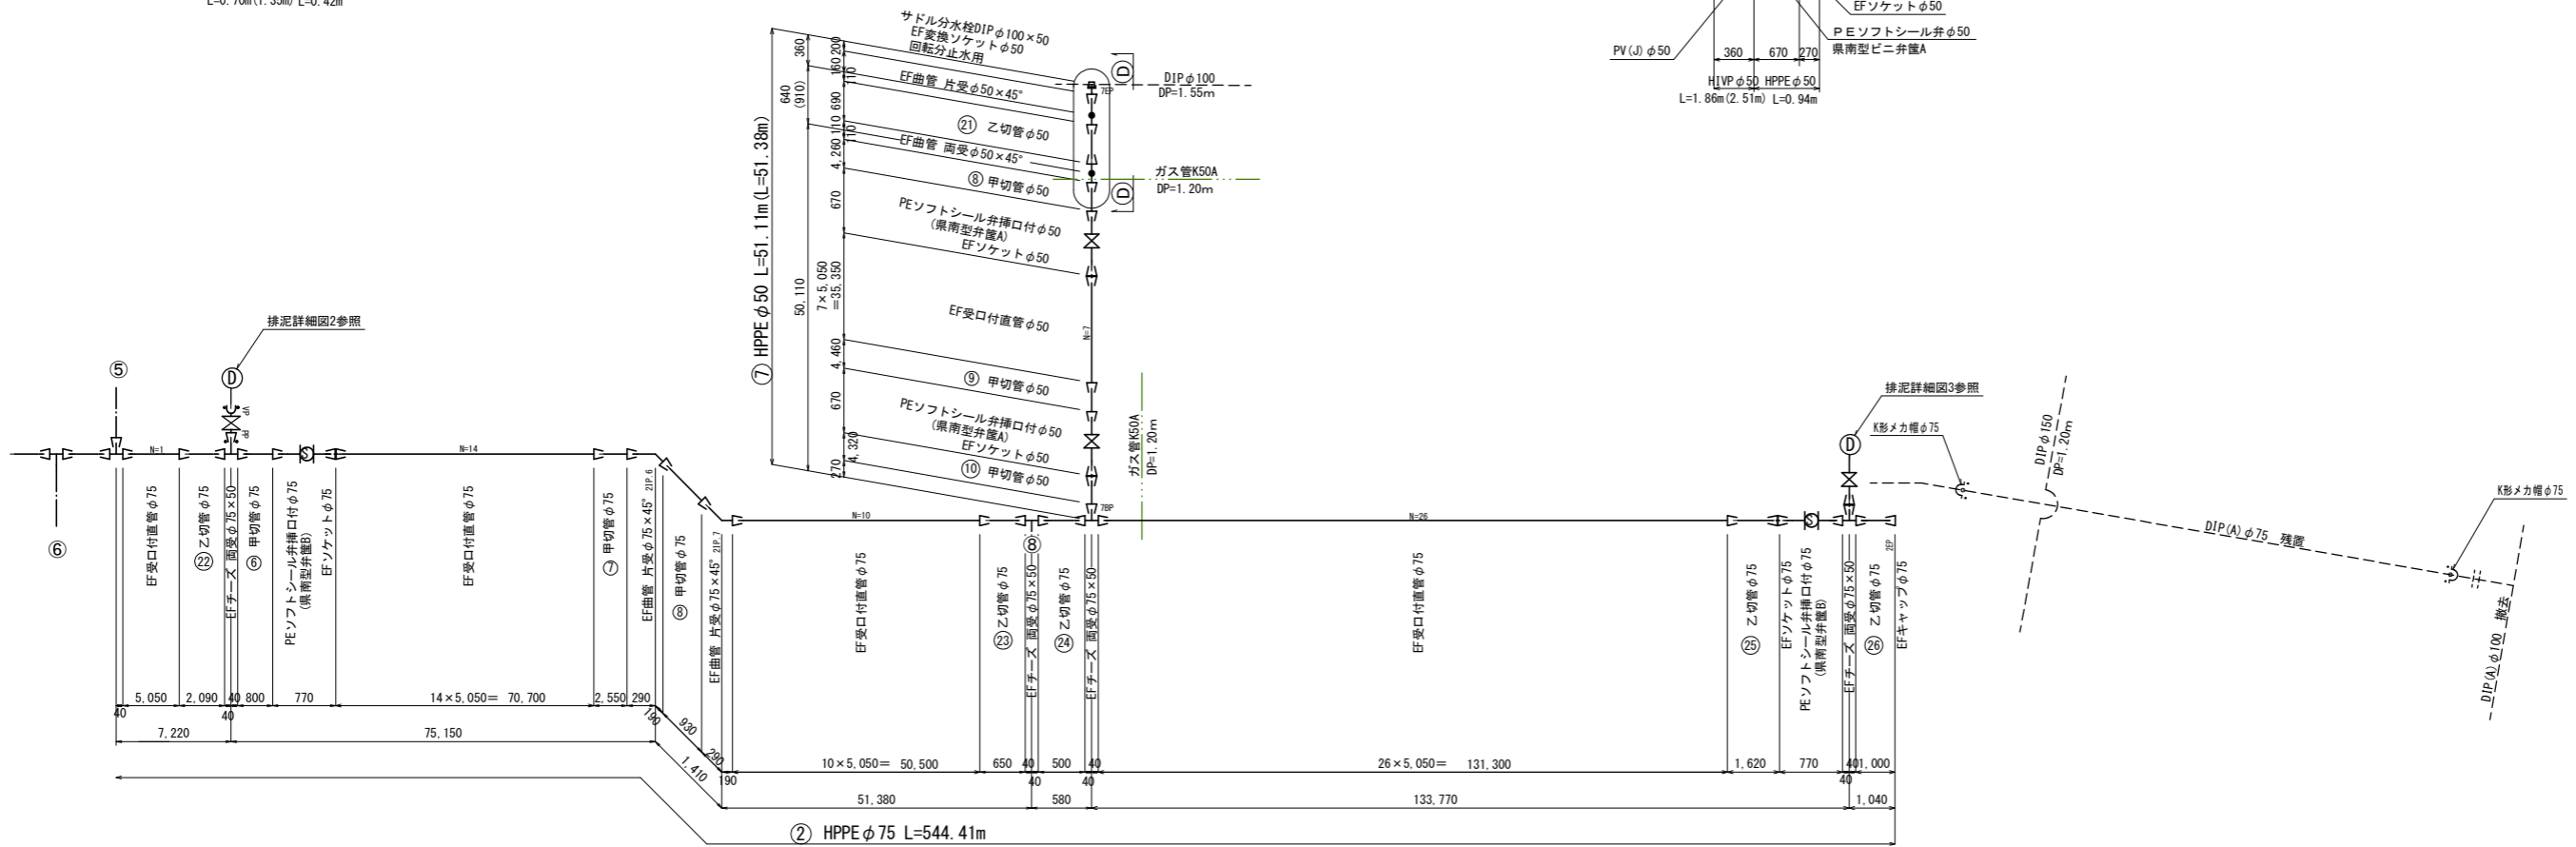 L=0.70m(1.35m) L=0.42m
サドル分水栓DIPφ100×50
EF変換ソケットφ50
回転分止水用
EF曲管 片受φ50×45°
㉑ 乙切管φ50
EF曲管 両受φ50×45°
⑧ 甲切管φ50
PEソフトシール弁挿口付φ50
(県南型弁筐A)
EFソケットφ50
EF受口付直管φ50
⑨ 甲切管φ50
PEソフトシール弁挿口付φ50
(県南型弁筐A)
EFソケットφ50
⑩ 甲切管φ50
⑦ HPPEφ50 L=51.11m(L=51.38m)
360
640
(910)
50,110
200
160
110
690
110
110
4,260
670
7×5,050
=35,350
4,460
670
4,320
270
7EP
N=7
7BP
D
D
DIPφ100
DP=1.55m
ガス管K50A
DP=1.20m
ガス管K50A
DP=1.20m
EFソケットφ50
PEソフトシール弁φ50
県南型ビニ弁筐A
PV(J)φ50
360
670
270
HIVPφ50 HPPEφ50
L=1.86m(2.51m) L=0.94m
排泥詳細図2参照
D
VP
PP
⑤
⑥
N=1
N=14
N=10
N=26
⑧
排泥詳細図3参照
D
K形メカ帽φ75
DIPφ150
DP=1.20m
K形メカ帽φ75
DIP(A)φ75 残置
DIP(A)φ100 撤去
EF受口付直管φ75
㉒ 乙切管φ75
EFチーズ 両受φ75×50
⑥ 甲切管φ75
PEソフトシール弁挿口付φ75
(県南型弁筐B)
EFソケットφ75
EF受口付直管φ75
⑦ 甲切管φ75
EF曲管 片受φ75×45°
2IP.6
⑧ 甲切管φ75
EF曲管 片受φ75×45°
2IP.7
EF受口付直管φ75
㉓ 乙切管φ75
EFチーズ 両受φ75×50
㉔ 乙切管φ75
EFチーズ 両受φ75×50
EF受口付直管φ75
㉕ 乙切管φ75
EFソケットφ75
PEソフトシール弁挿口付φ75
(県南型弁筐B)
EFチーズ 両受φ75×50
㉖ 乙切管φ75
2EP
EFキャップφ75
40
5,050
2,090
40
40
800
770
14×5,050= 70,700
2,550
290
190
930
290
190
10×5,050= 50,500
650
40
40
500
40
40
26×5,050= 131,300
1,620
770
40
40
1,000
7,220
75,150
1,410
51,380
580
133,770
1,040
② HPPEφ75 L=544.41m